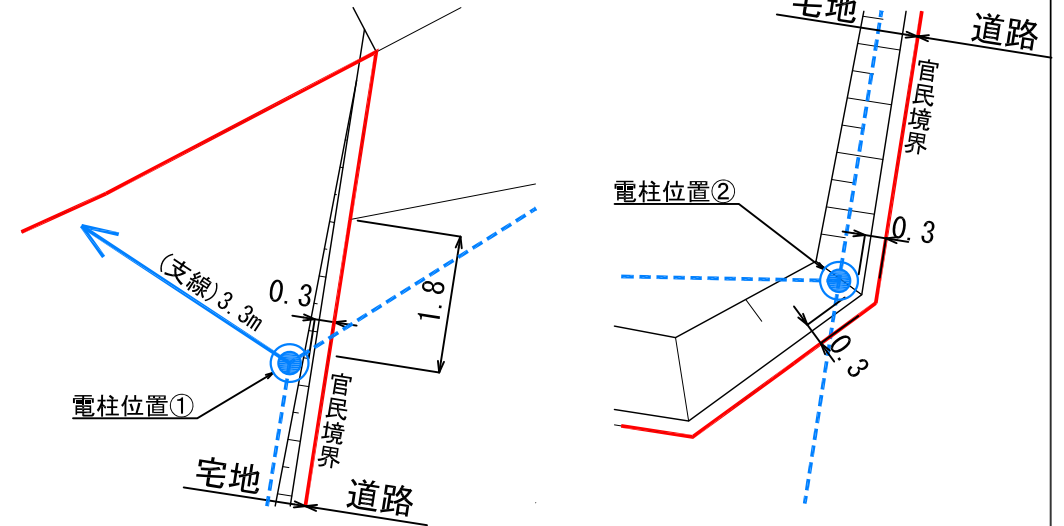 (支線)3.3m
0.3
1.8
電柱位置①
官民境界
宅地
道路
宅地
道路
官民境界
電柱位置②
0.3
0.3